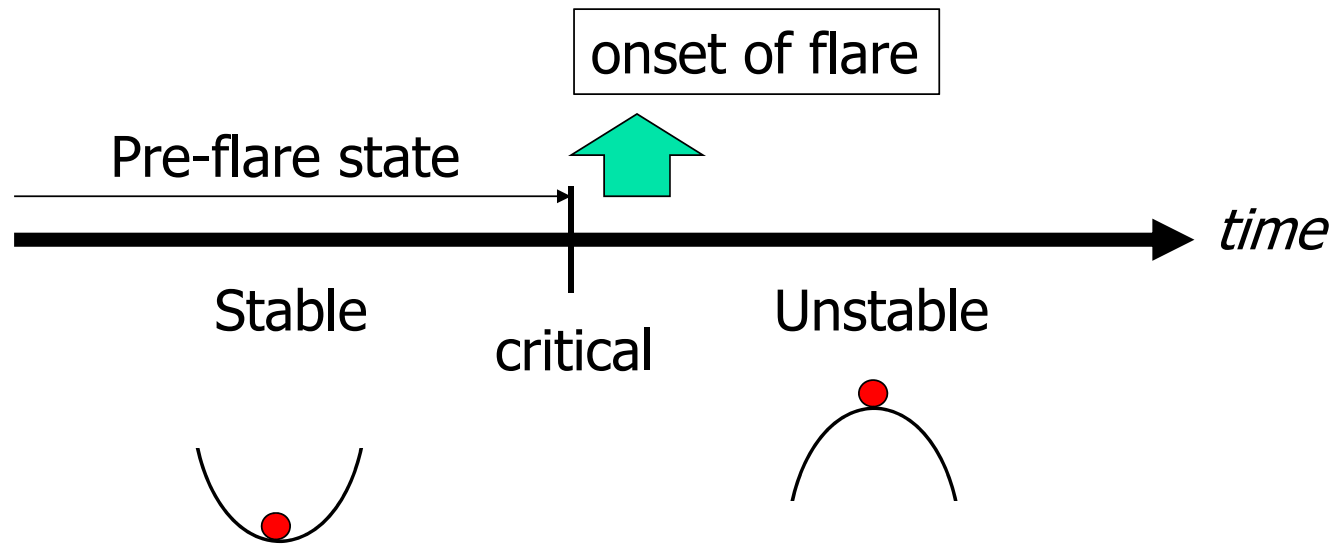 onset of flare
Pre-flare state
time
Stable
critical
Unstable